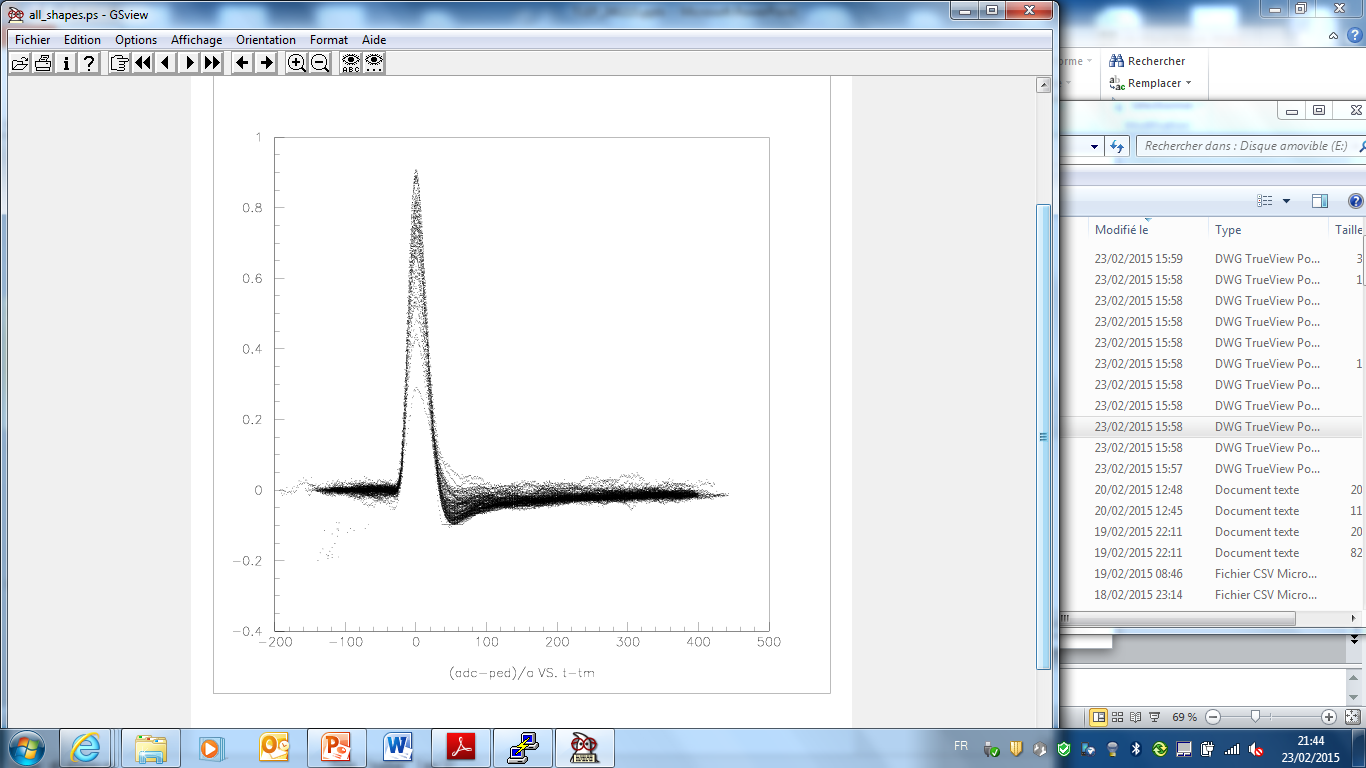 all_shapes.ps - GSview
Fichier Edition Options Affichage Orientation Format Aide
1
0.8
0.6
0.4
0.2
0
-0.2
-0.4
-200 -100 0 100 200 300 400 500
(adc-ped)/a VS. t-tm
orme
Rechercher
Remplacer
Rechercher dans : Disque amovible (E:)
Modifié le Type Taille
23/02/2015 15:59 DWG TrueView Po... 3
23/02/2015 15:58 DWG TrueView Po... 1
23/02/2015 15:58 DWG TrueView Po...
23/02/2015 15:58 DWG TrueView Po...
23/02/2015 15:58 DWG TrueView Po...
23/02/2015 15:58 DWG TrueView Po... 1
23/02/2015 15:58 DWG TrueView Po...
23/02/2015 15:58 DWG TrueView Po...
23/02/2015 15:58 DWG TrueView Po...
23/02/2015 15:58 DWG TrueView Po...
23/02/2015 15:57 DWG TrueView Po...
20/02/2015 12:48 Document texte 20
20/02/2015 12:45 Document texte 11
19/02/2015 22:11 Document texte 20
19/02/2015 22:11 Document texte 82
19/02/2015 08:46 Fichier CSV Micro...
18/02/2015 23:14 Fichier CSV Micro...
69 %
FR
21:44
23/02/2015